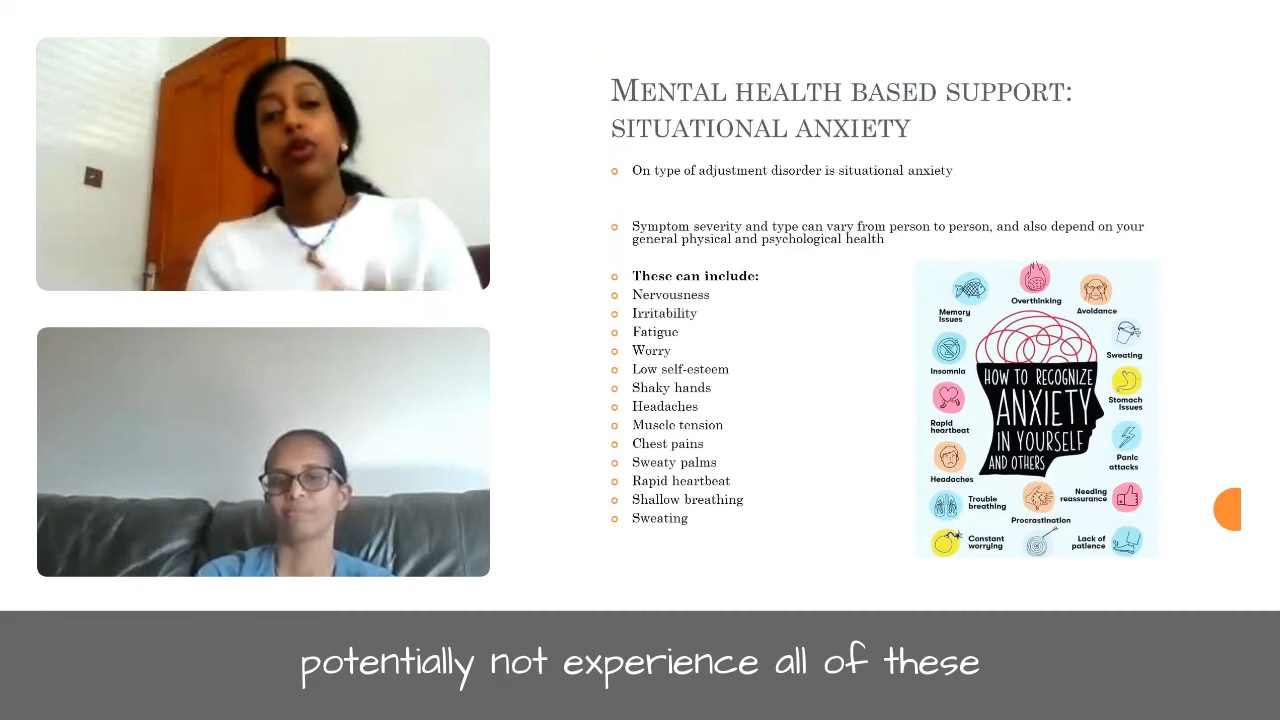 MENTAL HEALTH BASED SUPPORT:
SITUATIONAL ANXIETY
On type of adjustment disorder is situational anxiety
Symptom severity and type can vary from person to person, and also depend on your
general physical and psychological health
These can include:
Nervousness
Irritability
Fatigue
Worry
Low self-esteem
Shaky hands
Headaches
Muscle tension
Chest pains
Sweaty palms
Rapid heartbeat
Shallow breathing
Sweating
Memory
Issues
Overthinking
Avoidance
Insomnia
Sweating
Rapid
heartbeat
Stomach
Issues
Headaches
Panic
attacks
Trouble
breathing
Needing
reassurance
Procrastination
Constant
worrying
Lack of
patience
HOW TO RECOGNIZE
ANXIETY
IN YOURSELF
AND OTHERS
potentially not experience all of these